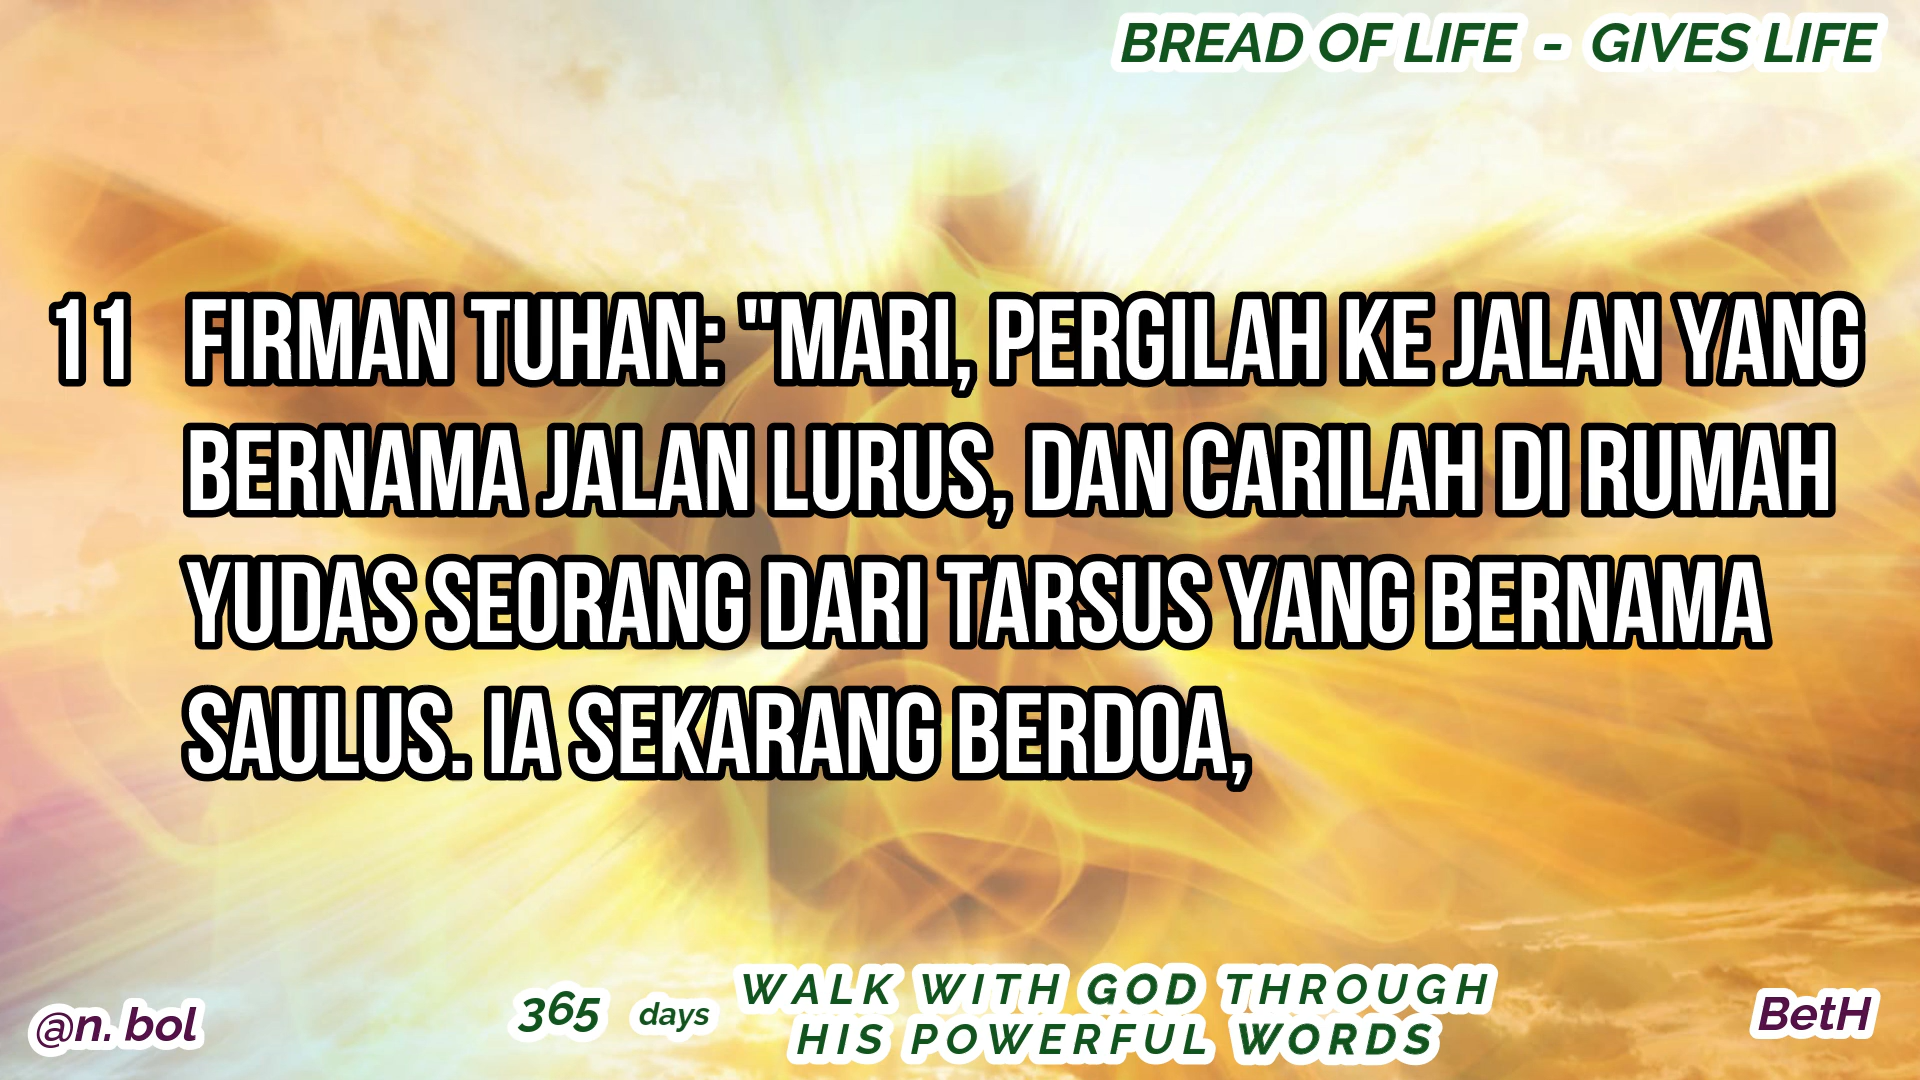 BREAD OF LIFE - GIVES LIFE
11 FIRMAN TUHAN: "MARI, PERGILAH KE JALAN YANG
BERNAMA JALAN LURUS, DAN CARILAH DI RUMAH
YUDAS SEORANG DARI TARSUS YANG BERNAMA
SAULUS. IA SEKARANG BERDOA,
@n. bol
365 days
WALK WITH GOD THROUGH
HIS POWERFUL WORDS
BetH